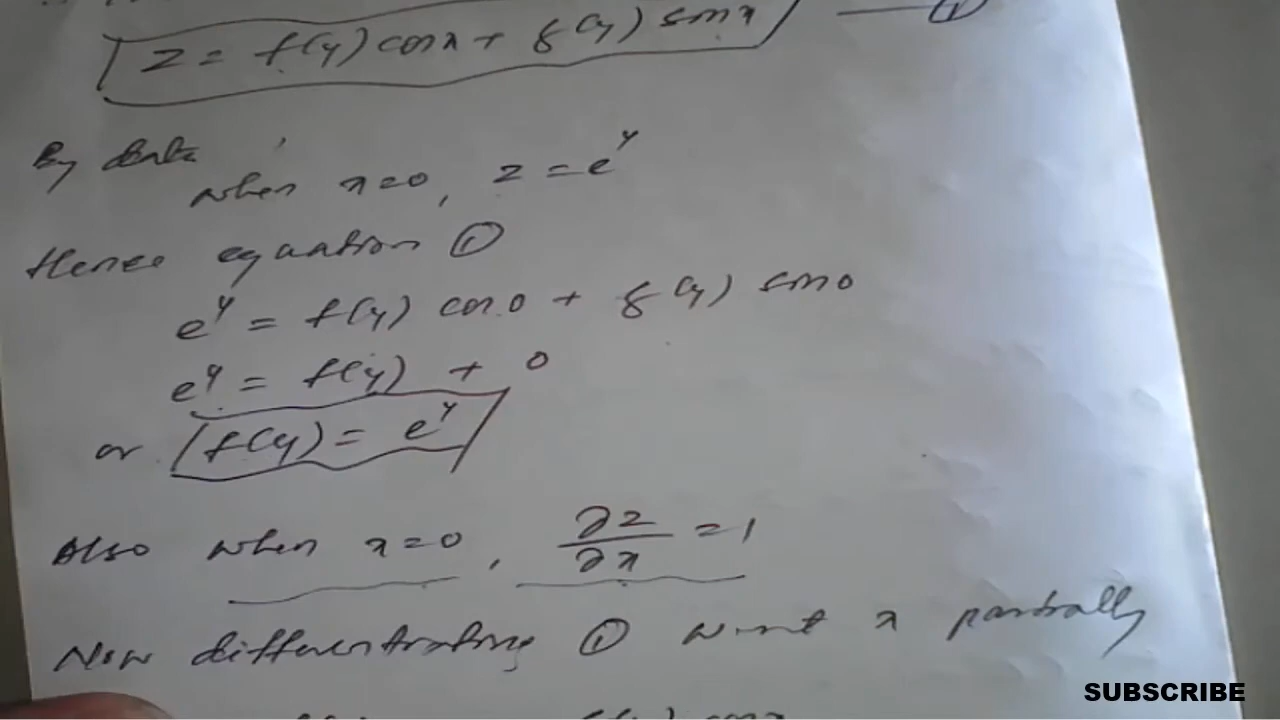 z = f(y) cos x + g(y) sin x ①
By data
when x=0, z = e^y
Hence equation ①
e^y = f(y) cos 0 + g(y) sin 0
e^y = f(y) + 0
or f(y) = e^y
Also when x=0, ∂z/∂x = 1
Now differentiating ① w.r.t x partially
SUBSCRIBE